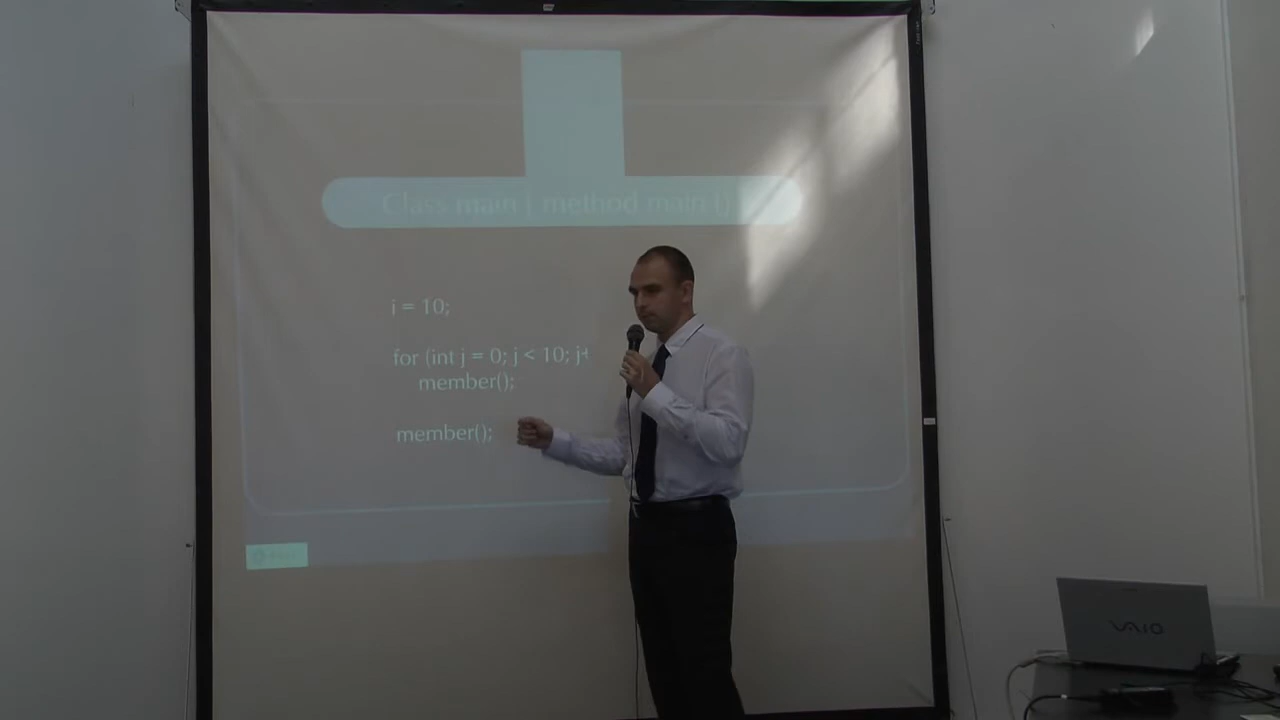 Class main | method main ()
i = 10;
for (int j = 0; j < 10; j+
member();
member();
VAIO